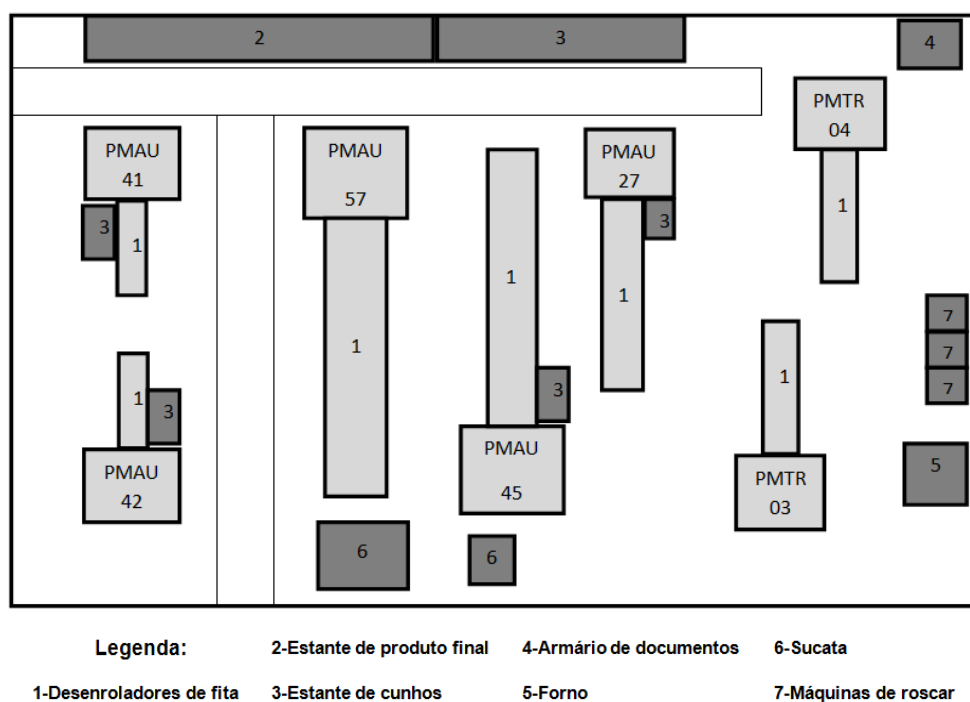 2
3
4
PMTR
04
PMAU
41
PMAU
57
PMAU
27
3
1
3
1
1
1
1
7
7
7
1
1
3
3
1
PMAU
42
PMAU
45
PMTR
03
5
6
6
Legenda:
2-Estante de produto final
4-Armário de documentos
6-Sucata
1-Desenroladores de fita
3-Estante de cunhos
5-Forno
7-Máquinas de roscar